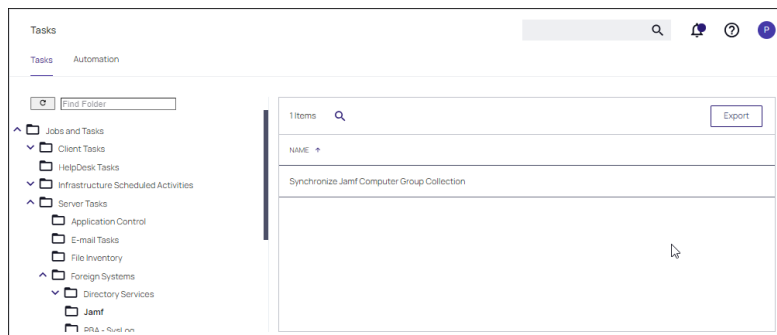 Tasks
P
Tasks Automation
Find Folder
1 Items
Export
Jobs and Tasks
NAME
Client Tasks
HelpDesk Tasks
Synchronize Jamf Computer Group Collection
Infrastructure Scheduled Activities
Server Tasks
Application Control
E-mail Tasks
File Inventory
Foreign Systems
Directory Services
Jamf
PBA - SysLog